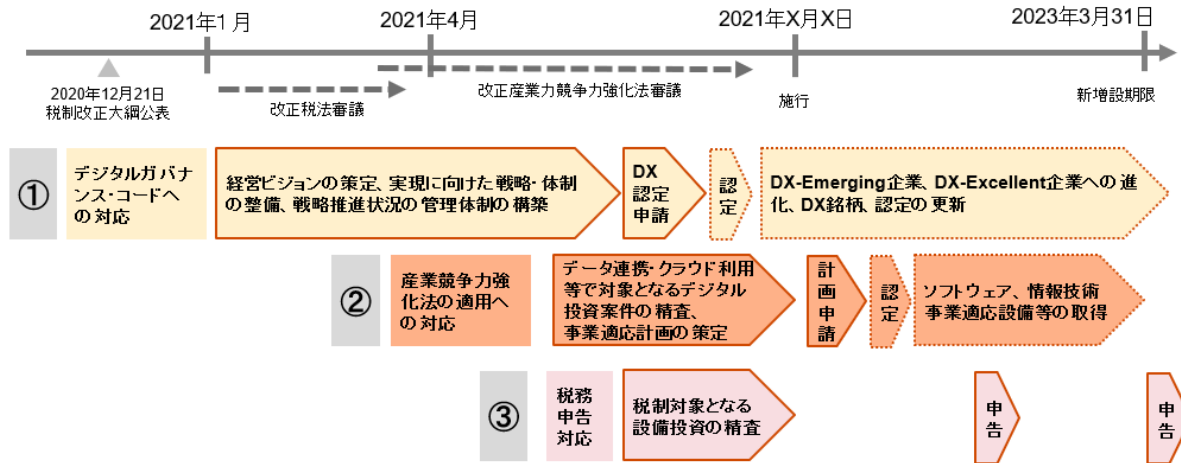 2021年1月
2021年4月
2021年X月X日
2023年3月31日
2020年12月21日
税制改正大綱公表
改正税法審議
改正産業力競争力強化法審議
施行
新増設期限
①
デジタルガバナ
ンス・コードへ
の対応
経営ビジョンの策定、実現に向けた戦略・体制
の整備、戦略推進状況の管理体制の構築
DX
認定
申請
認
定
DX-Emerging企業、DX-Excellent企業への進
化、DX銘柄、認定の更新
②
産業競争力強
化法の適用へ
の対応
データ連携・クラウド利用
等で対象となるデジタル
投資案件の精査、
事業適応計画の策定
計
画
申
請
認
定
ソフトウェア、情報技術
事業適応設備等の取得
③
税務
申告
対応
税制対象となる
設備投資の精査
申
告
申
告